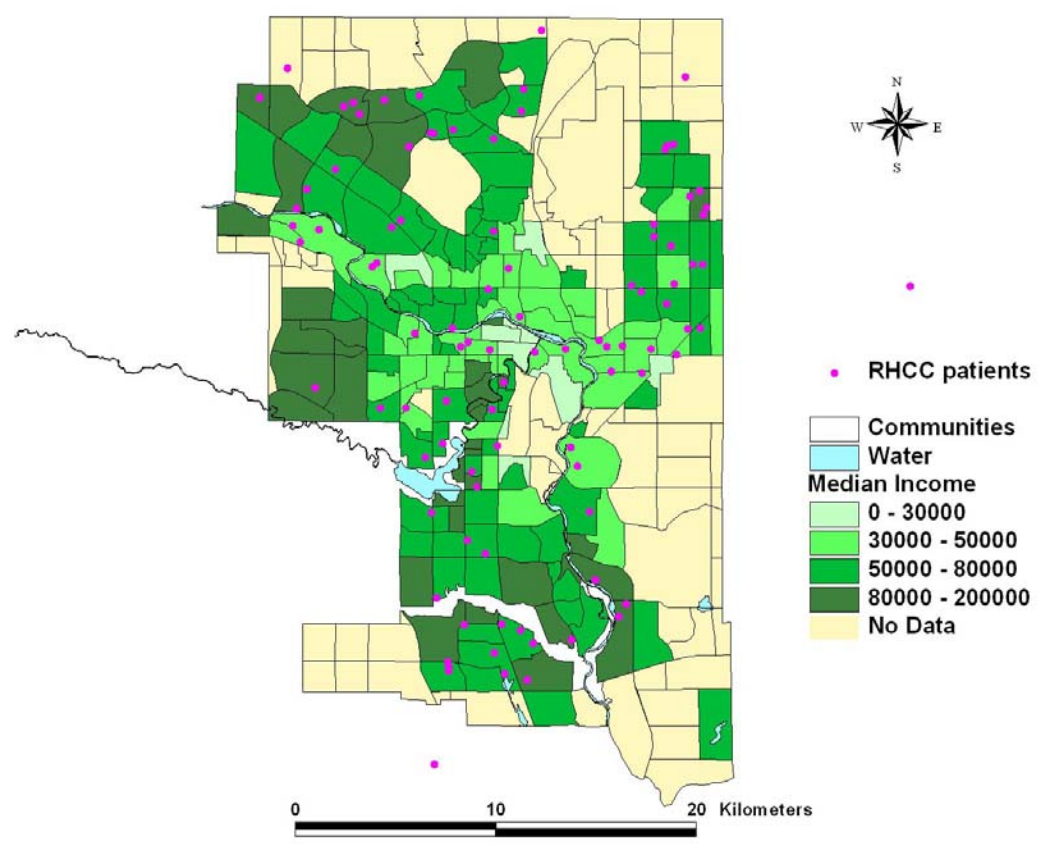 N
W E
S
RHCC patients
Communities
Water
Median Income
0 - 30000
30000 - 50000
50000 - 80000
80000 - 200000
No Data
0 10 20 Kilometers